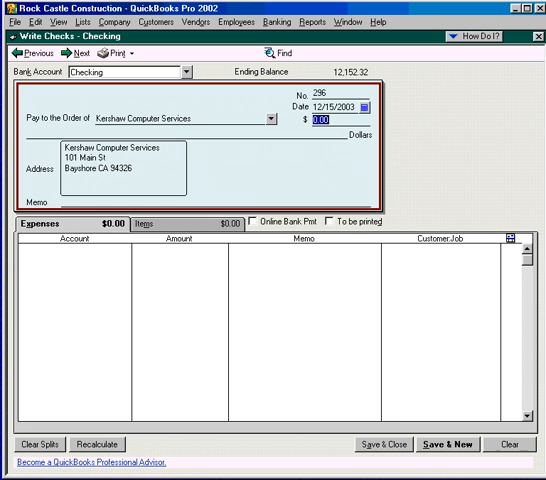 Rock Castle Construction - QuickBooks Pro 2002
File Edit View Lists Company Customers Vendors Employees Banking Reports Window Help
Write Checks - Checking How Do I?
Previous Next Print Find
Bank Account Checking Ending Balance 12,152.32
No. 296
Date 12/15/2003
Pay to the Order of Kershaw Computer Services $ 0.00
Dollars
Kershaw Computer Services
101 Main St
Address Bayshore CA 94326
Memo
Expenses $0.00 Items $0.00 Online Bank Pmt To be printed
Account Amount Memo Customer:Job
Clear Splits Recalculate Save & Close Save & New Clear
Become a QuickBooks Professional Advisor.